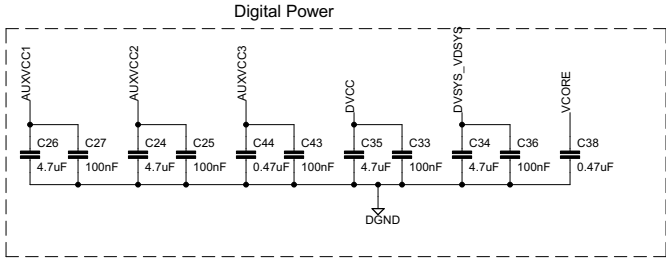 Digital Power
AUXVCC1
AUXVCC2
AUXVCC3
DVCC
DVSYS_VDSYS
VCORE
C26
4.7uF
C27
100nF
C24
4.7uF
C25
100nF
C44
0.47uF
C43
100nF
C35
4.7uF
C33
100nF
C34
4.7uF
C36
100nF
C38
0.47uF
DGND